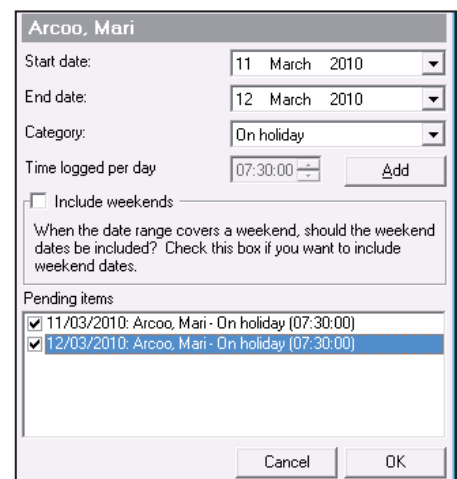 Arcoo, Mari
Start date: 11 March 2010
End date: 12 March 2010
Category: On holiday
Time logged per day 07:30:00 Add
Include weekends
When the date range covers a weekend, should the weekend
dates be included? Check this box if you want to include
weekend dates.
Pending items
11/03/2010: Arcoo, Mari - On holiday (07:30:00)
12/03/2010: Arcoo, Mari - On holiday (07:30:00)
Cancel OK